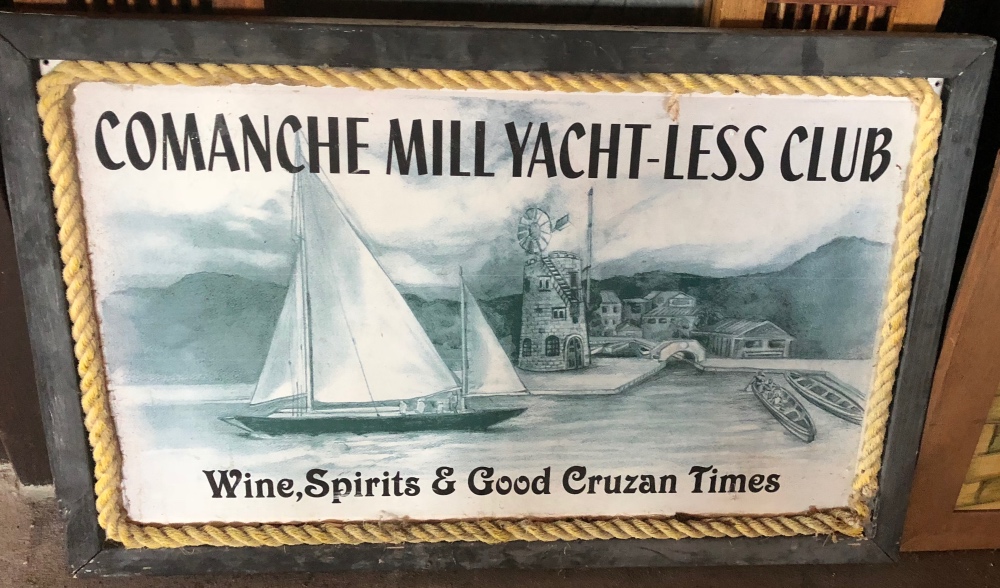 COMANCHE MILL YACHT-LESS CLUB
Wine,Spirits & Good Cruzan Times